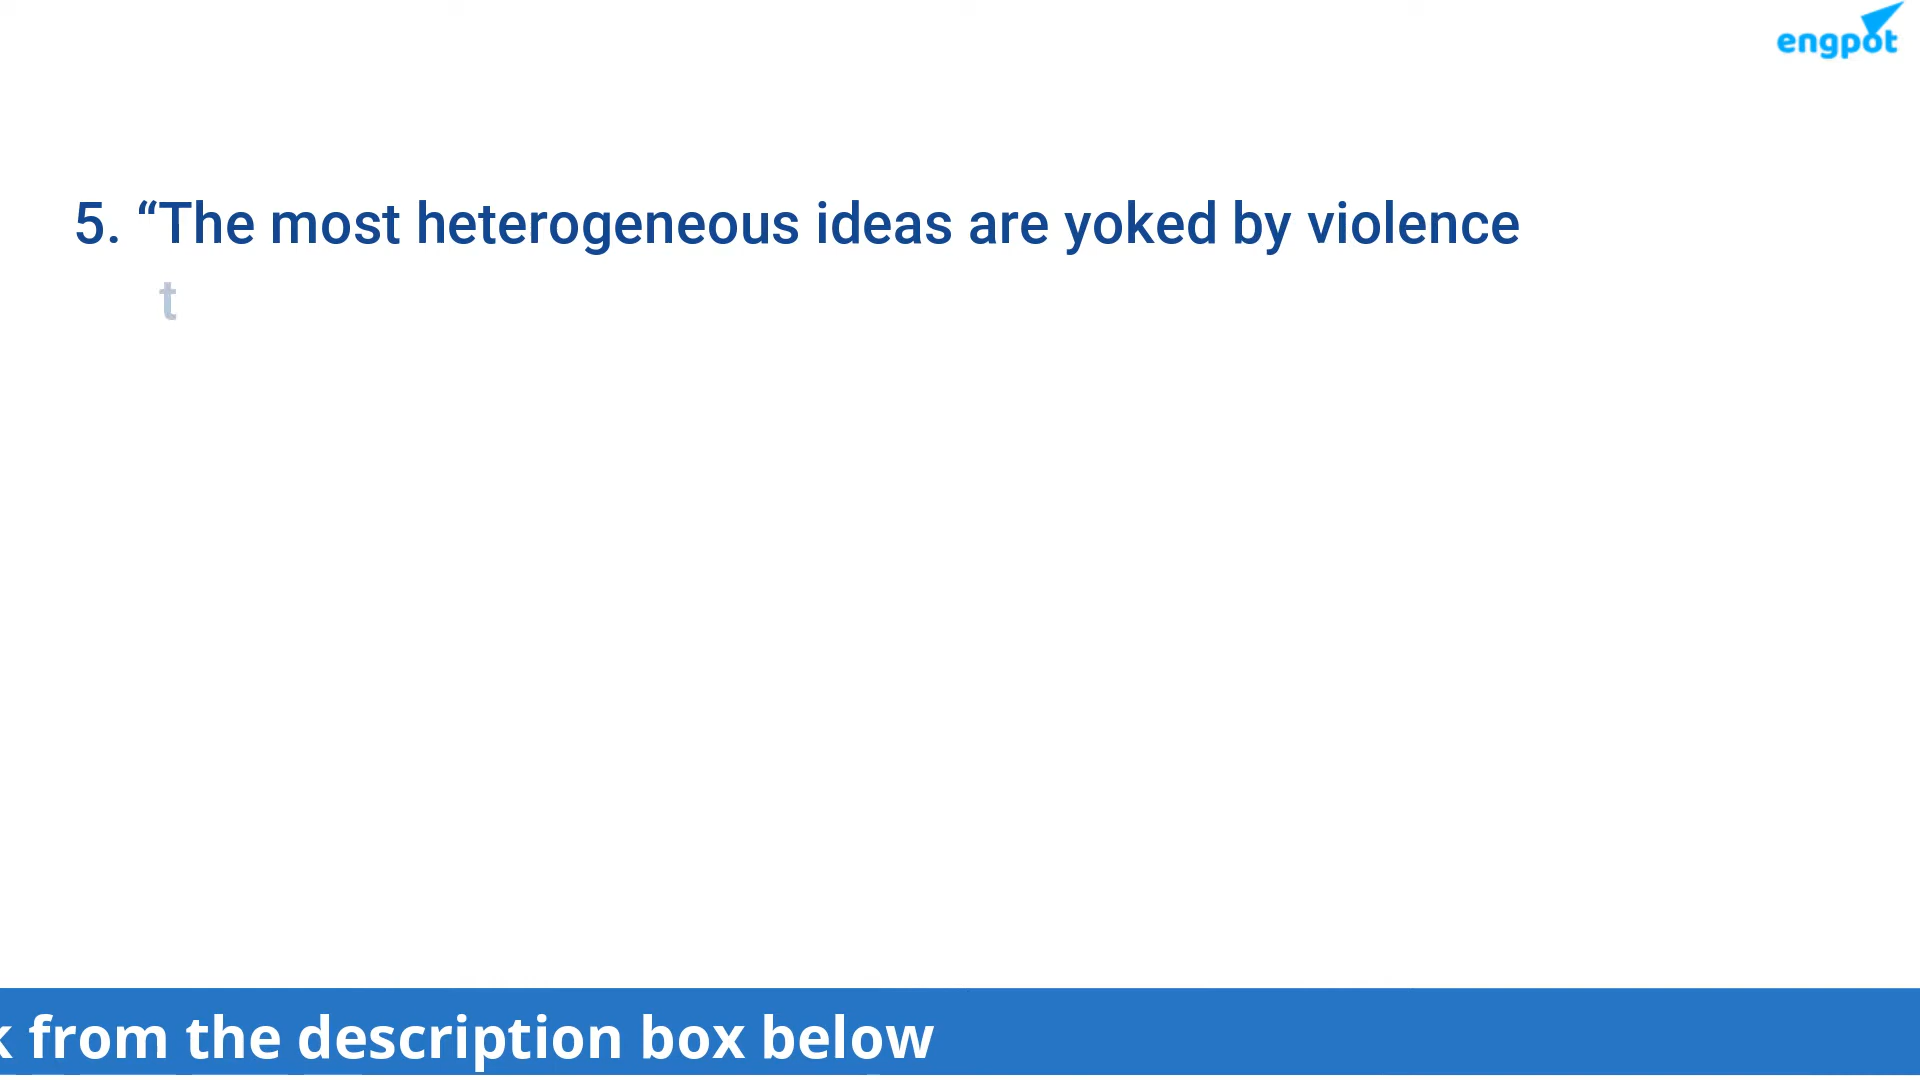 engpot
5. “The most heterogeneous ideas are yoked by violence
t
k from the description box below